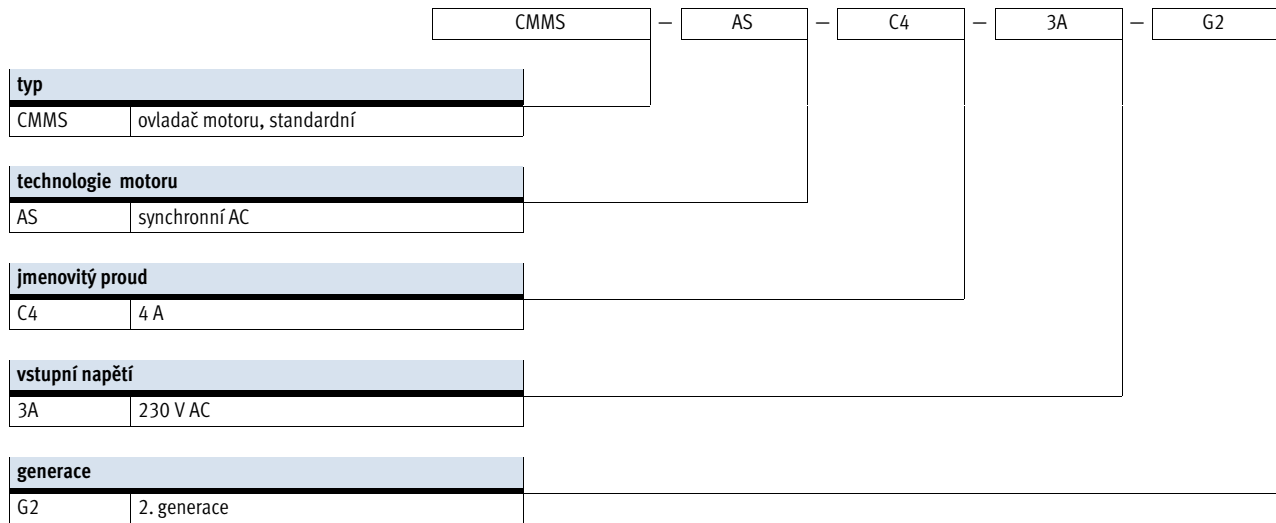 CMMS — AS — C4 — 3A — G2
typ
CMMS ovladač motoru, standardní
technologie motoru
AS synchronní AC
jmenovitý proud
C4 4 A
vstupní napětí
3A 230 V AC
generace
G2 2. generace